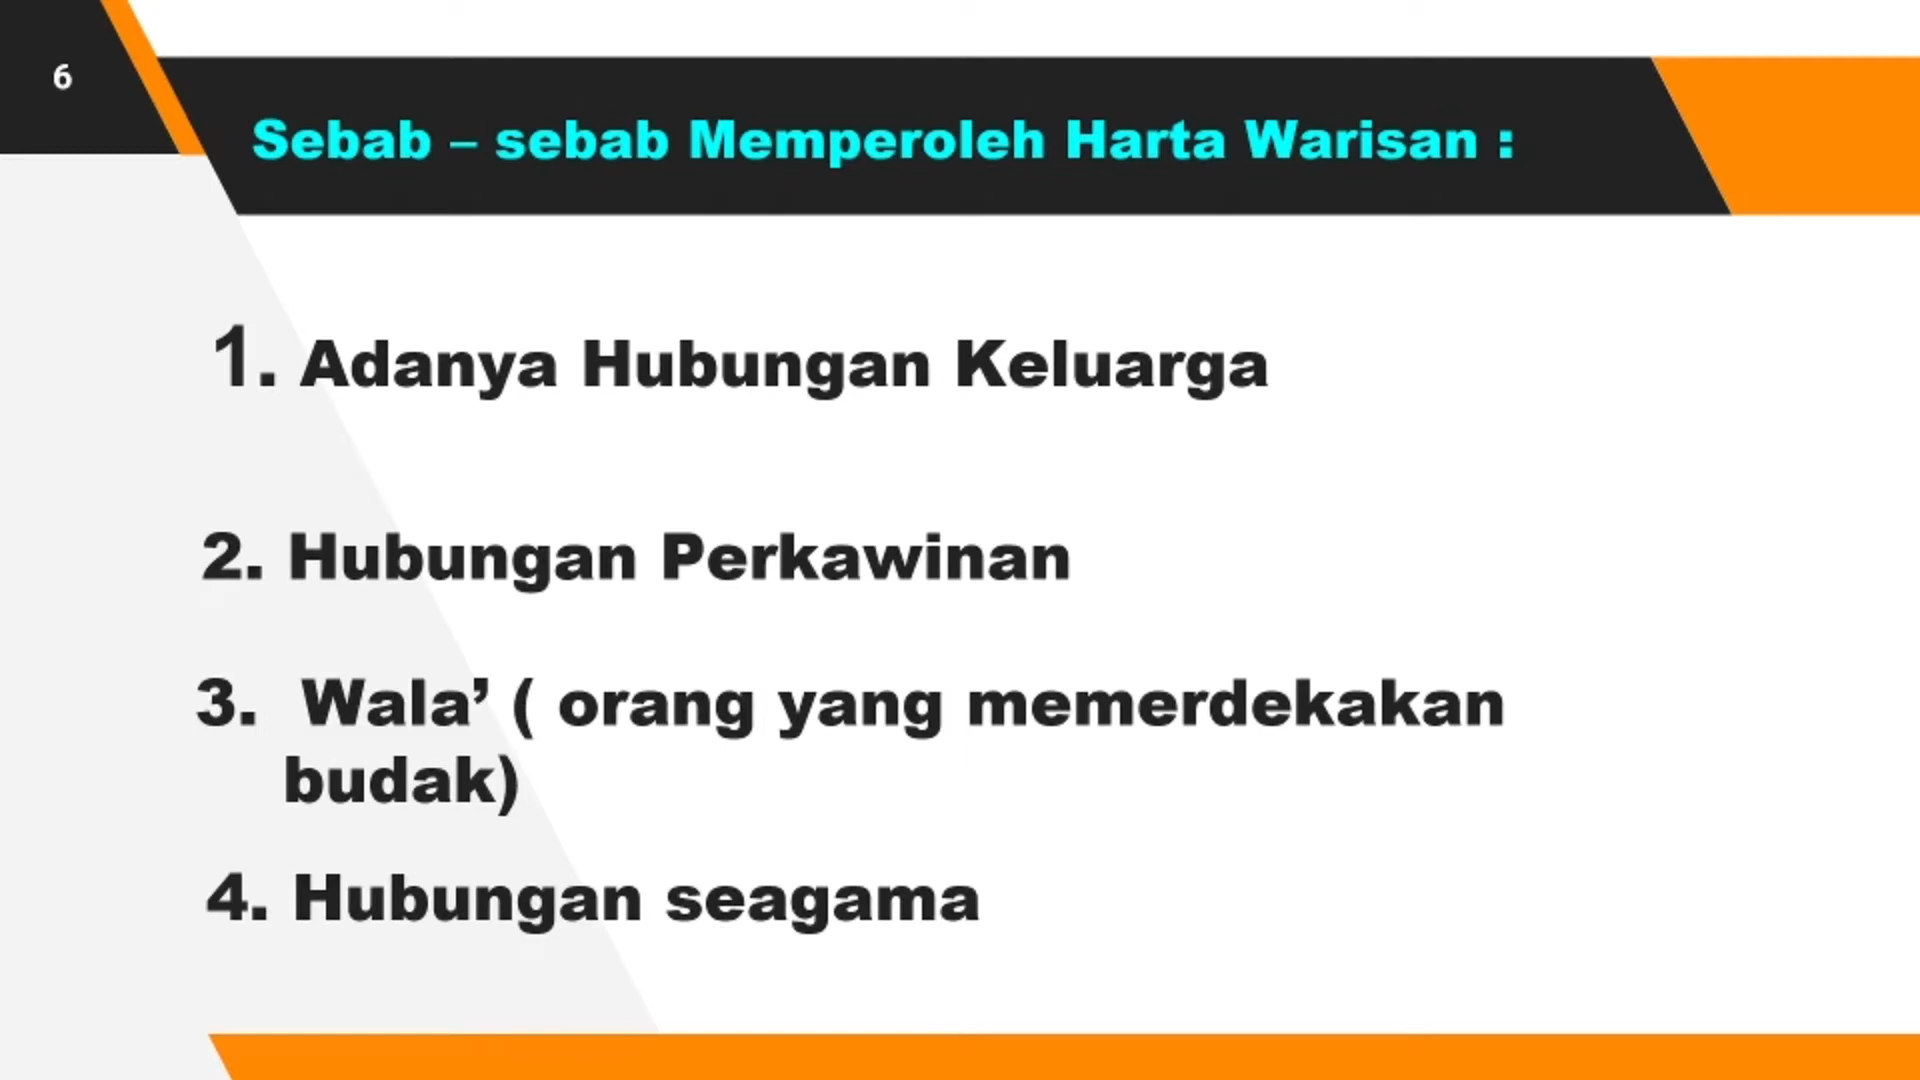 6
Sebab – sebab Memperoleh Harta Warisan :
1. Adanya Hubungan Keluarga
2. Hubungan Perkawinan
3. Wala’ ( orang yang memerdekakan
budak)
4. Hubungan seagama